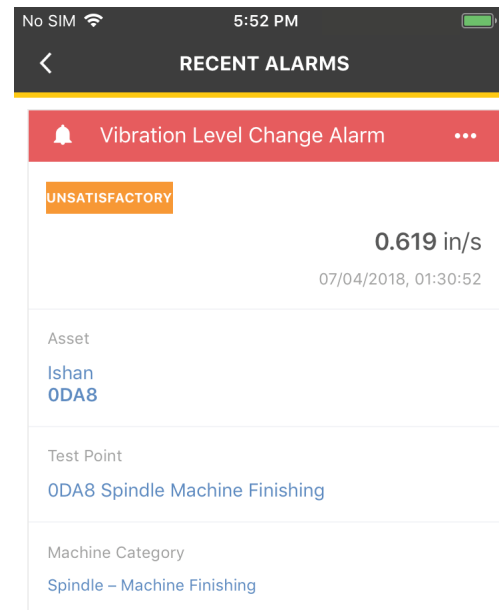 No SIM 5:52 PM
RECENT ALARMS
Vibration Level Change Alarm
UNSATISFACTORY
0.619 in/s
07/04/2018, 01:30:52
Asset
Ishan
0DA8
Test Point
0DA8 Spindle Machine Finishing
Machine Category
Spindle – Machine Finishing